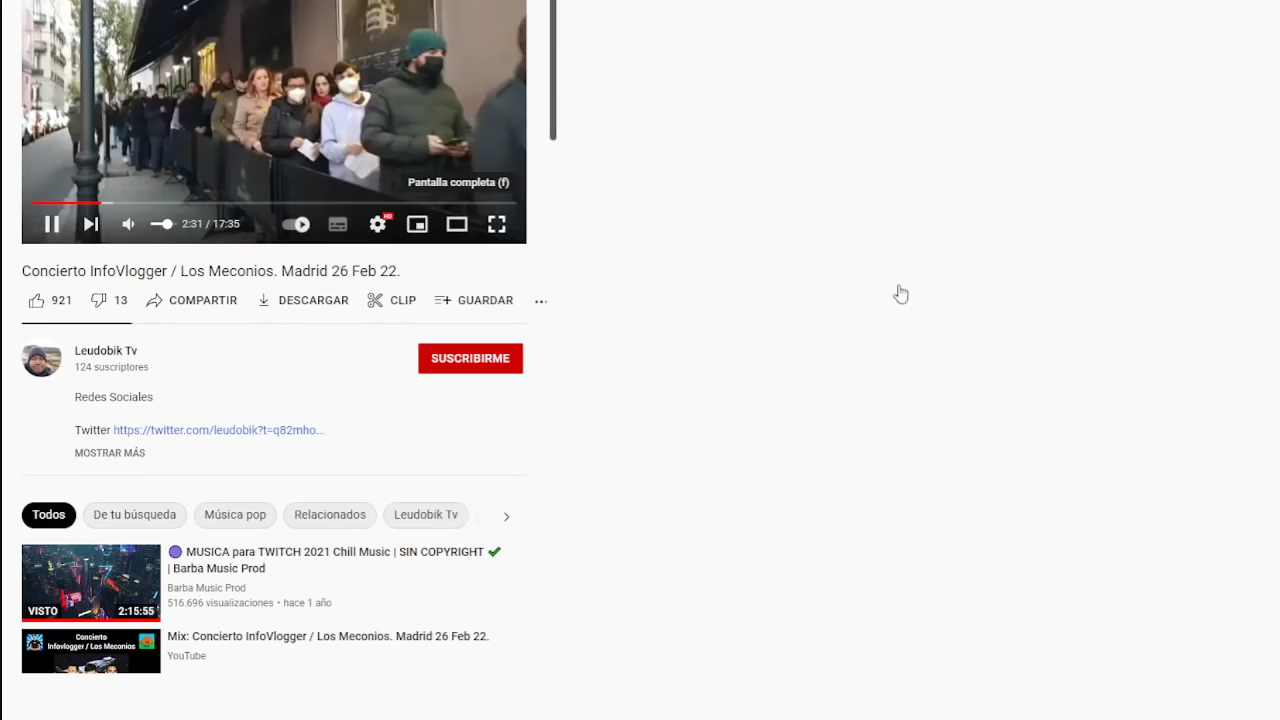 Pantalla completa (f)
2:31 / 17:35
HD
Concierto InfoVlogger / Los Meconios. Madrid 26 Feb 22.
921 13 COMPARTIR DESCARGAR CLIP GUARDAR ...
Leudobik Tv
124 suscriptores
SUSCRIBIRME
Redes Sociales
Twitter https://twitter.com/leudobik?t=q82mho...
MOSTRAR MÁS
Todos De tu búsqueda Música pop Relacionados Leudobik Tv
MUSICA para TWITCH 2021 Chill Music | SIN COPYRIGHT
| Barba Music Prod
Barba Music Prod
516.696 visualizaciones • hace 1 año
VISTO 2:15:55
Concierto
Infovlogger / Los Meconios
Mix: Concierto InfoVlogger / Los Meconios. Madrid 26 Feb 22.
YouTube